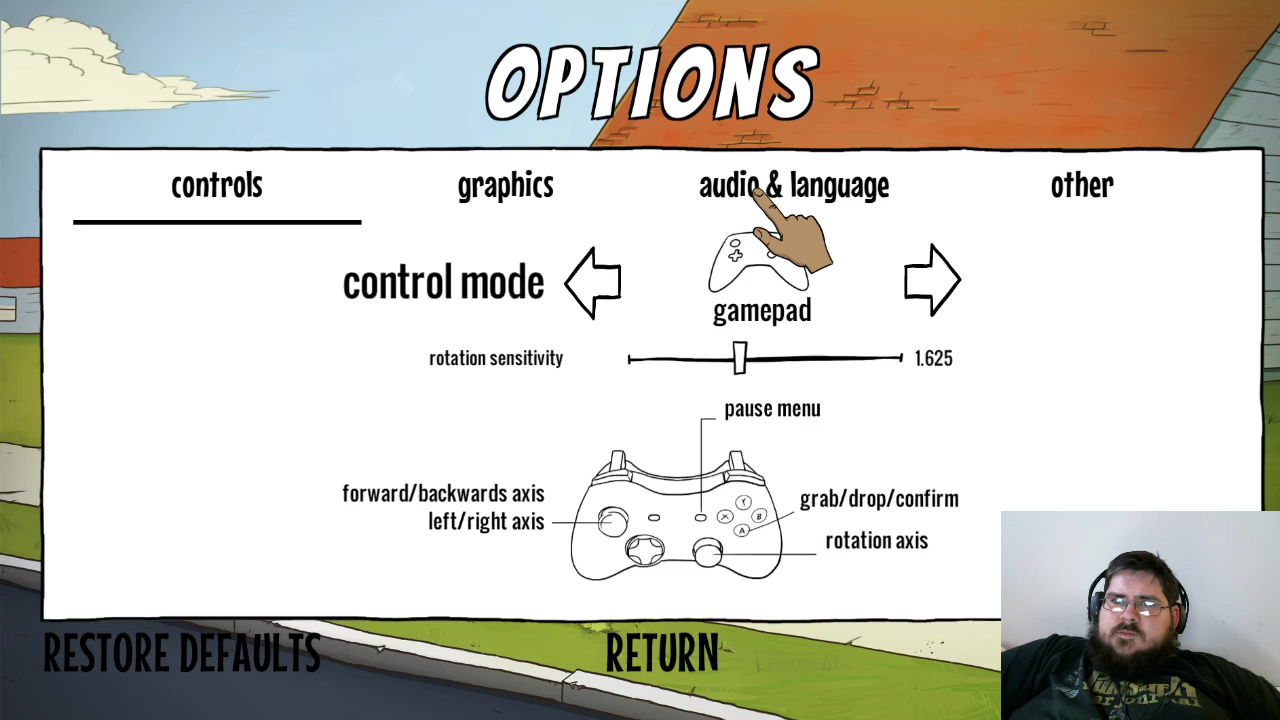 OPTIONS
controls graphics audio & language other
control mode
gamepad
rotation sensitivity 1.625
pause menu
forward/backwards axis
left/right axis
grab/drop/confirm
rotation axis
Y
X B
A
RESTORE DEFAULTS RETURN